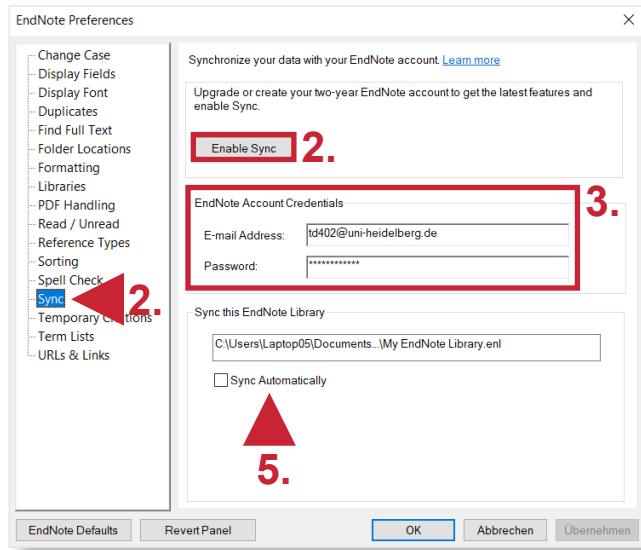 EndNote Preferences
Change Case
Display Fields
Display Font
Duplicates
Find Full Text
Folder Locations
Formatting
Libraries
PDF Handling
Read / Unread
Reference Types
Sorting
Spell Check
Sync
2.
Temporary Citations
Term Lists
URLs & Links
Synchronize your data with your EndNote account. Learn more
Upgrade or create your two-year EndNote account to get the latest features and
enable Sync.
Enable Sync
2.
3.
EndNote Account Credentials
E-mail Address:
td402@uni-heidelberg.de
Password:
************
Sync this EndNote Library
C:\Users\Laptop05\Documents...\My EndNote Library.enl
Sync Automatically
5.
EndNote Defaults
Revert Panel
OK
Abbrechen
Übernehmen